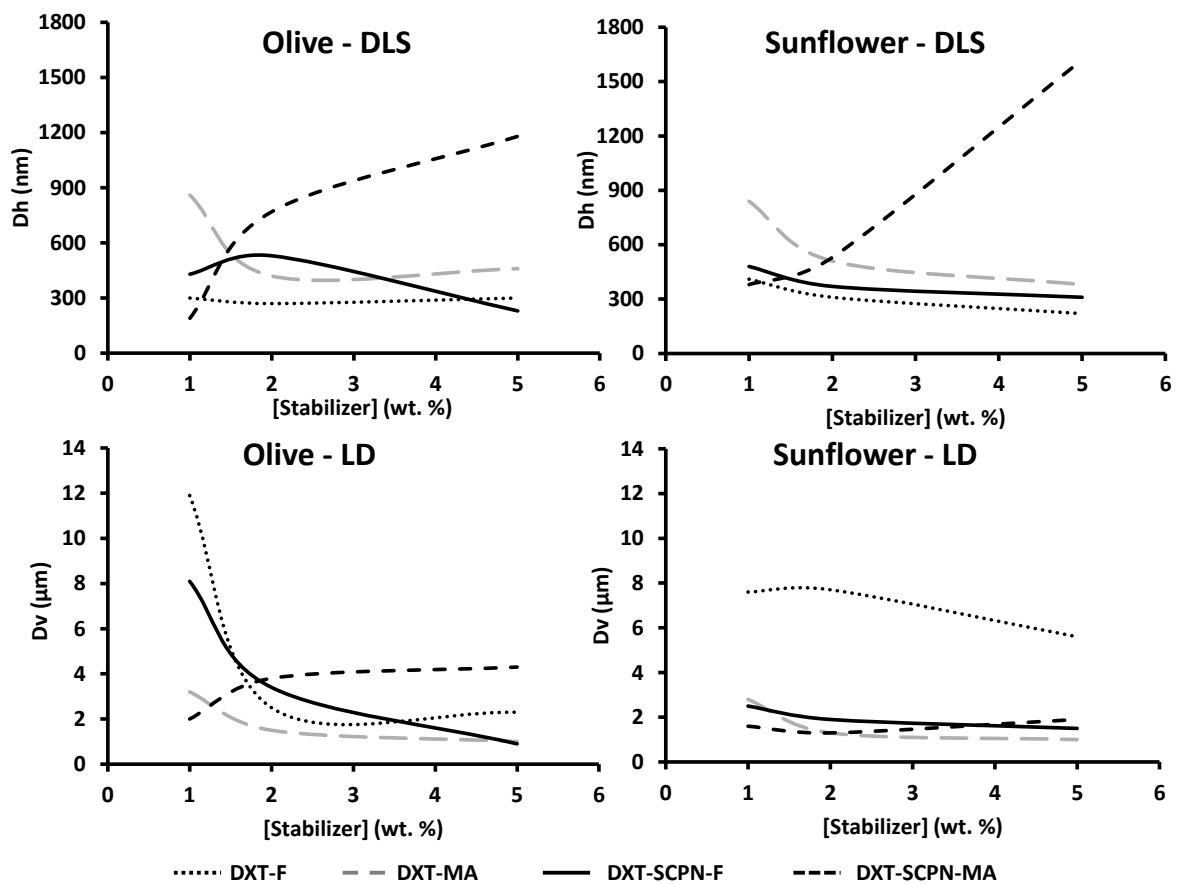 Olive - DLS
Dh (nm)
1800
1500
1200
900
600
300
0
0 1 2 3 4 5 6
[Stabilizer] (wt. %)
Sunflower - DLS
Dh (nm)
1800
1500
1200
900
600
300
0
0 1 2 3 4 5 6
[Stabilizer] (wt. %)
Olive - LD
Dv (µm)
14
12
10
8
6
4
2
0
0 1 2 3 4 5 6
[Stabilizer] (wt. %)
Sunflower - LD
Dv (µm)
14
12
10
8
6
4
2
0
0 1 2 3 4 5 6
[Stabilizer] (wt. %)
DXT-F DXT-MA DXT-SCPN-F DXT-SCPN-MA